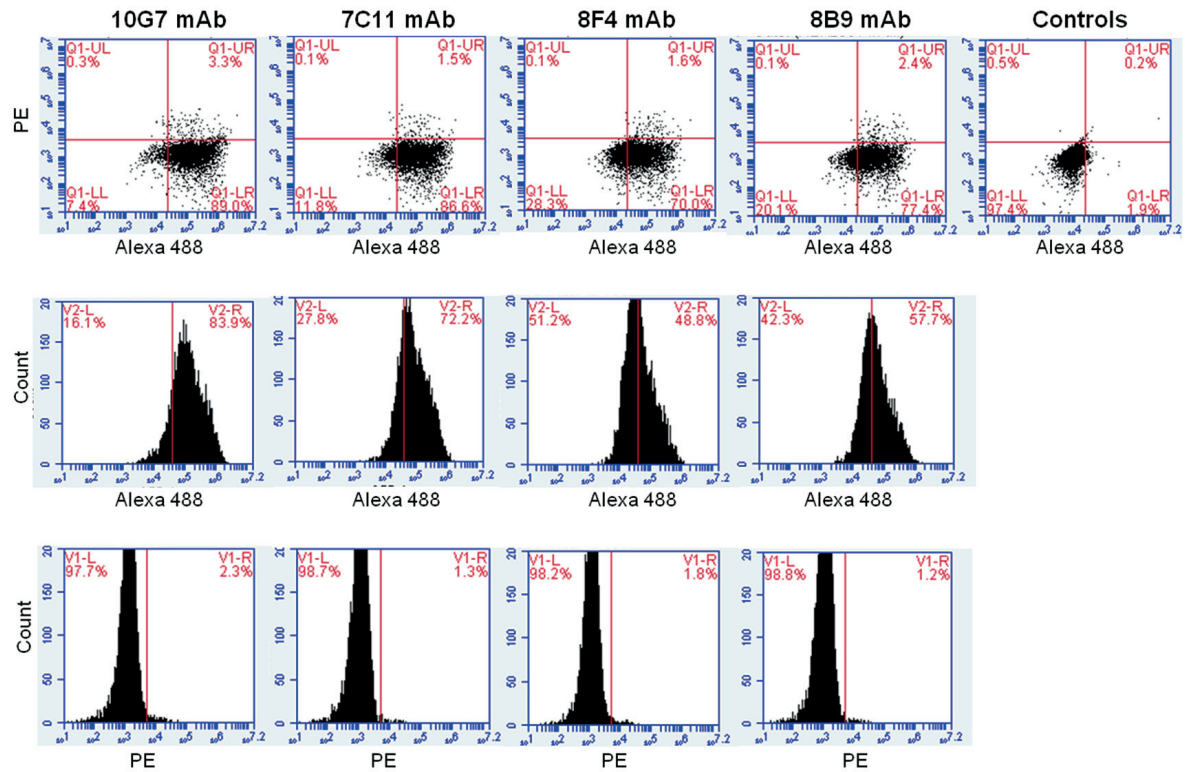 10G7 mAb 7C11 mAb 8F4 mAb 8B9 mAb Controls
Q1-UL Q1-UR Q1-UL Q1-UR Q1-UL Q1-UR Q1-UL Q1-UR Q1-UL Q1-UR
0.3% 3.3% 0.1% 1.5% 0.1% 1.6% 0.1% 2.4% 0.5% 0.2%
PE
Q1-LL Q1-LR Q1-LL Q1-LR Q1-LL Q1-LR Q1-LL Q1-LR Q1-LL Q1-LR
7.4% 89.0% 11.8% 86.6% 28.3% 70.0% 20.1% 77.4% 97.4% 1.9%
Alexa 488 Alexa 488 Alexa 488 Alexa 488 Alexa 488
V2-L V2-R V2-L V2-R V2-L V2-R V2-L V2-R
16.1% 83.9% 27.8% 72.2% 51.2% 48.8% 42.3% 57.7%
Count
Alexa 488 Alexa 488 Alexa 488 Alexa 488
V1-L V1-R V1-L V1-R V1-L V1-R V1-L V1-R
97.7% 2.3% 98.7% 1.3% 98.2% 1.8% 98.8% 1.2%
Count
PE PE PE PE